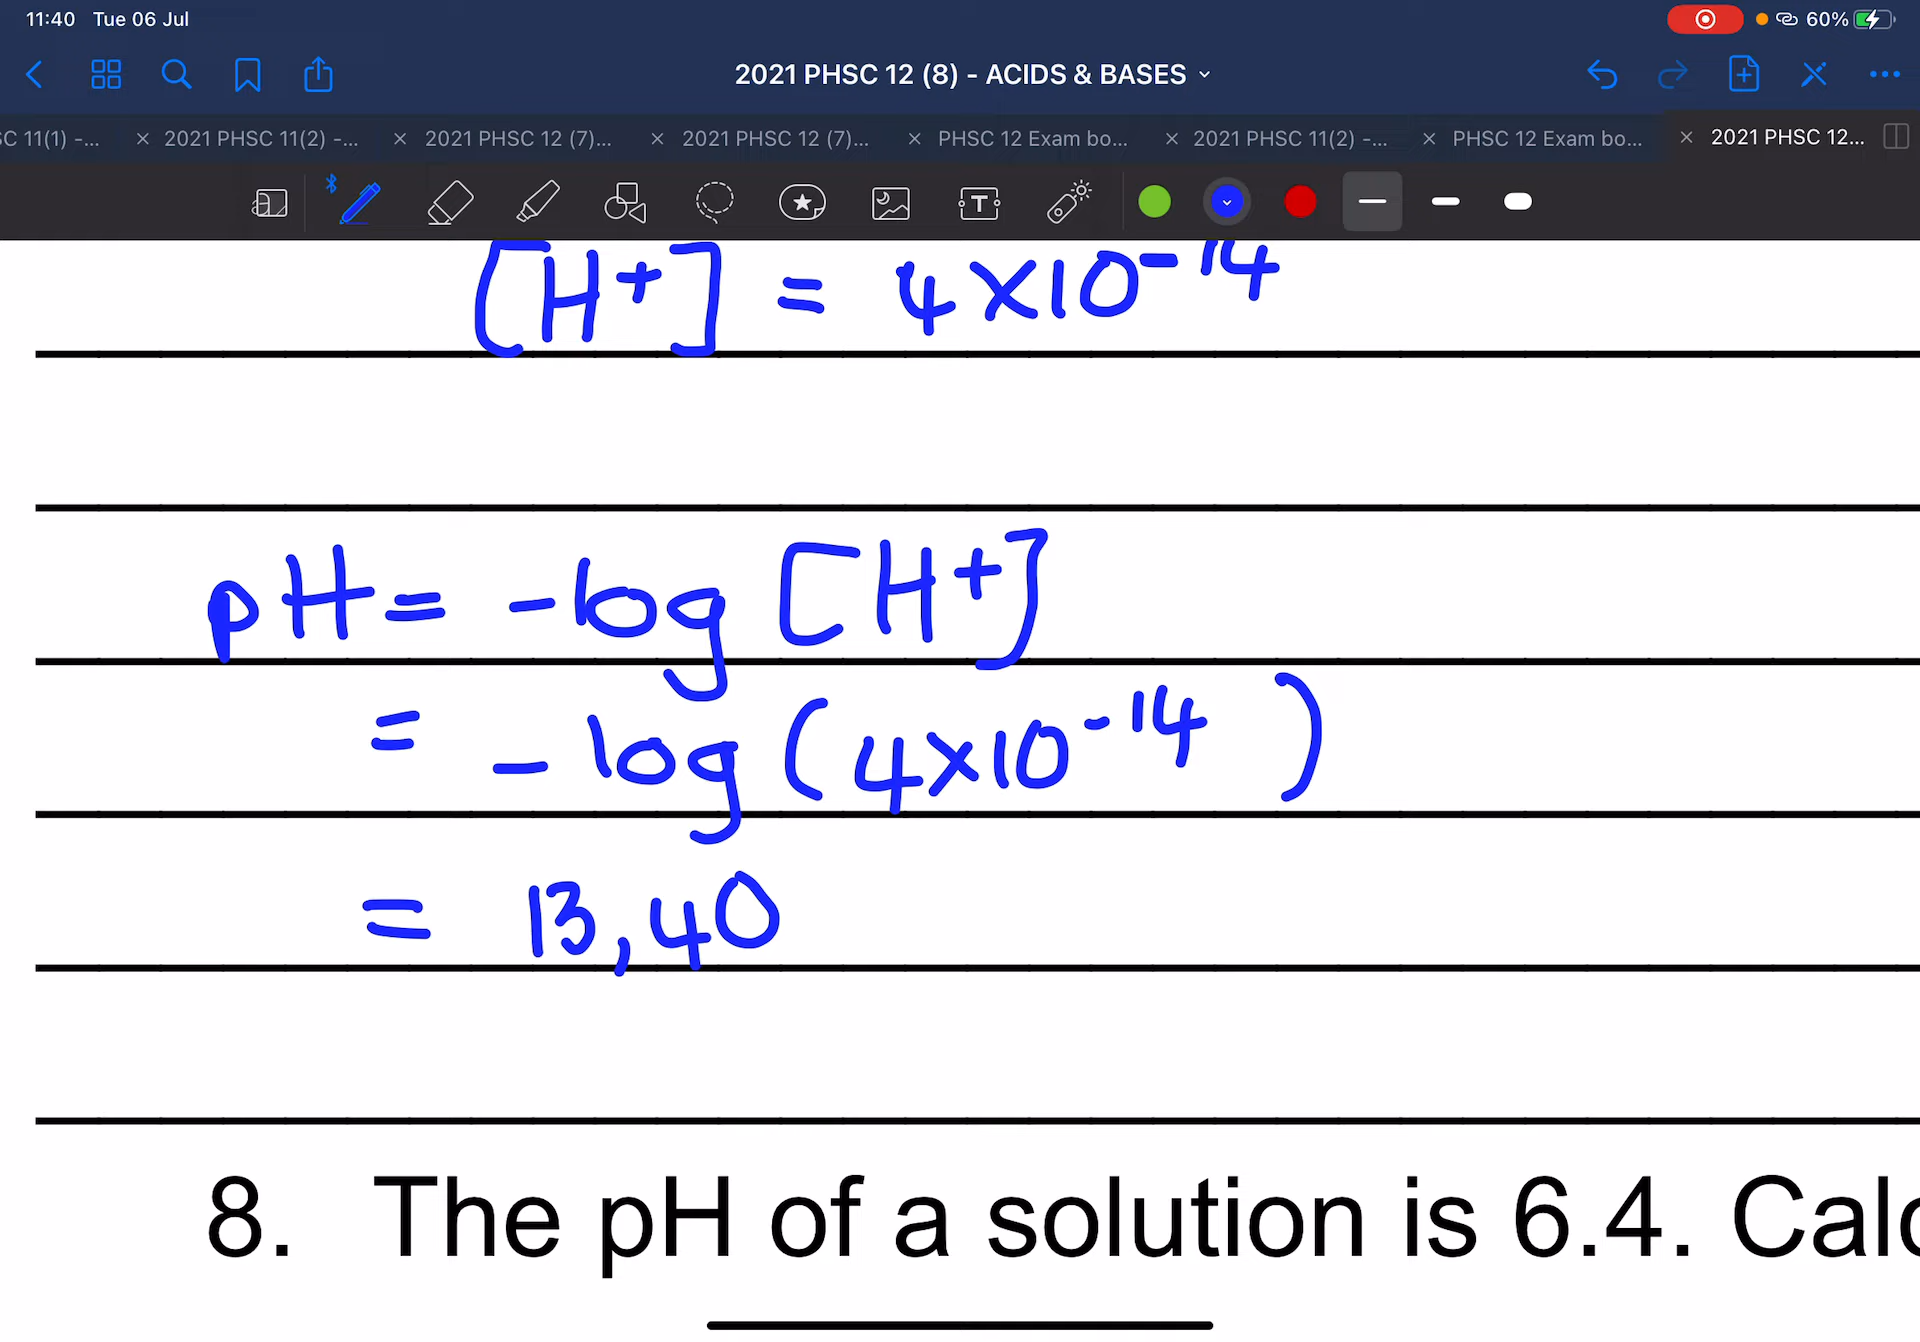 11:40 Tue 06 Jul 60%
2021 PHSC 12 (8) - ACIDS & BASES
SC 11(1) -... 2021 PHSC 11(2) -... 2021 PHSC 12 (7)... 2021 PHSC 12 (7)... PHSC 12 Exam bo... 2021 PHSC 11(2) -... PHSC 12 Exam bo... 2021 PHSC 12...
[H+] = 4×10⁻¹⁴
pH = -log [H+]
= -log (4×10⁻¹⁴)
= 13,40
8. The pH of a solution is 6.4. Calc